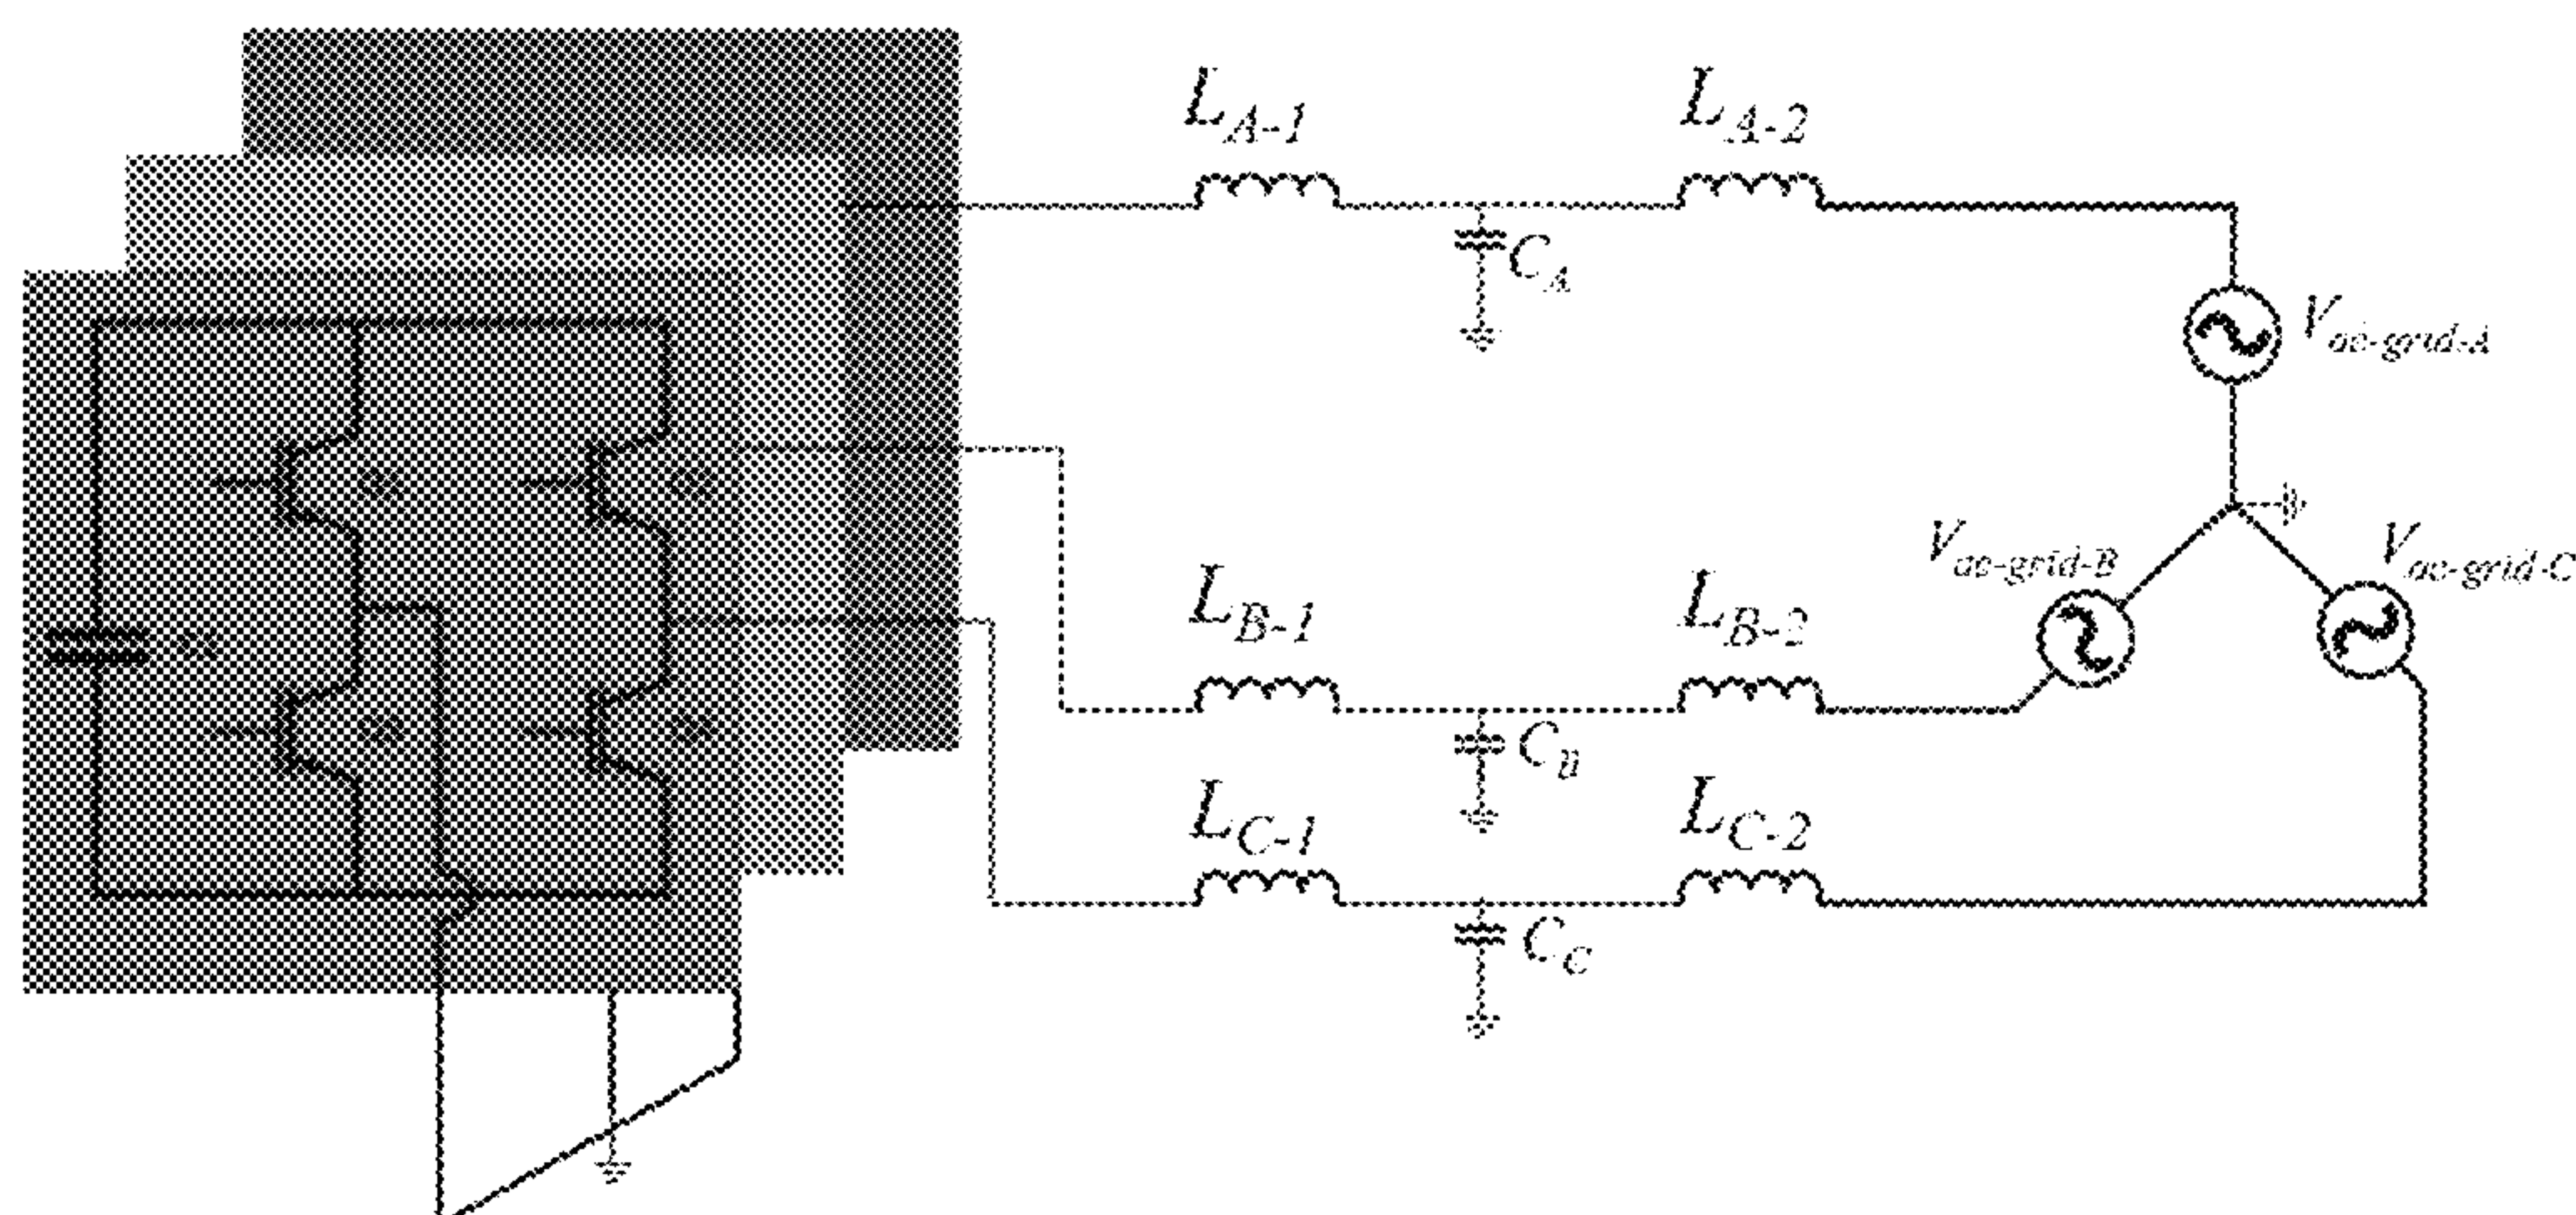 L_{A-1}
L_{A-2}
C_A
V_{ac-grid-A}
V_{ac-grid-B}
V_{ac-grid-C}
L_{B-1}
L_{B-2}
C_B
L_{C-1}
L_{C-2}
C_C